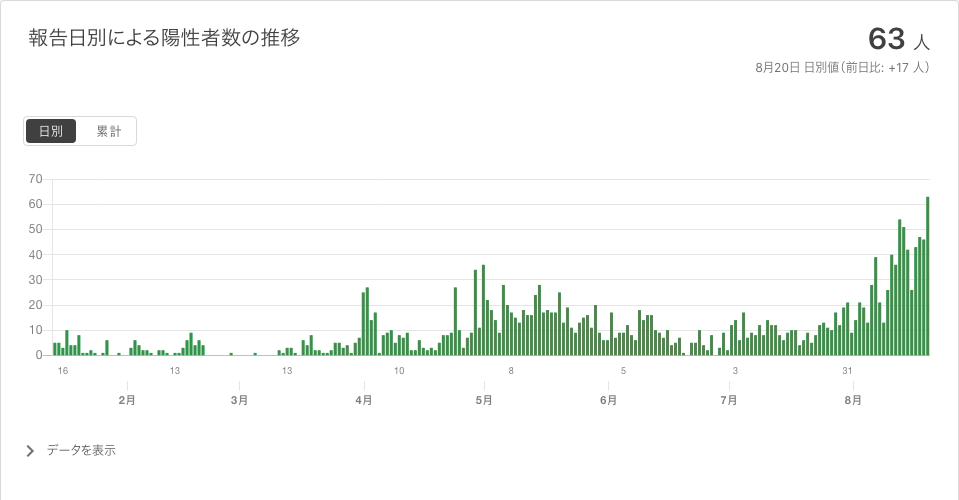 報告日別による陽性者数の推移
63 人
8月20日 日別値（前日比: +17 人）
日別 累計
70
60
50
40
30
20
10
0
16 13 13 10 8 5 3 31
2月 3月 4月 5月 6月 7月 8月
データを表示